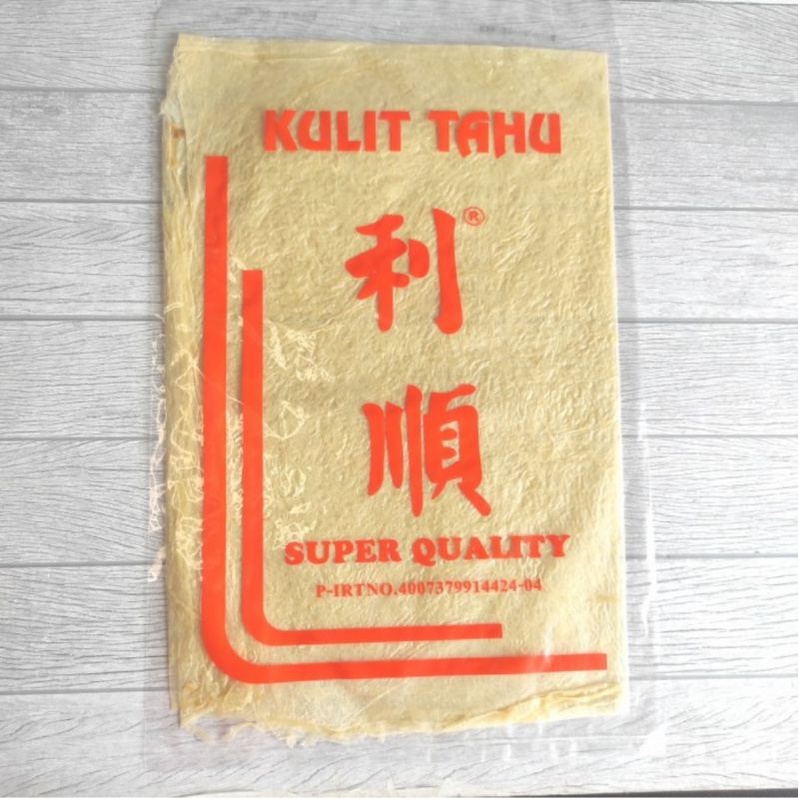 KULIT TAHU
利®
順
SUPER QUALITY
P-IRTNO.4007379914424-04